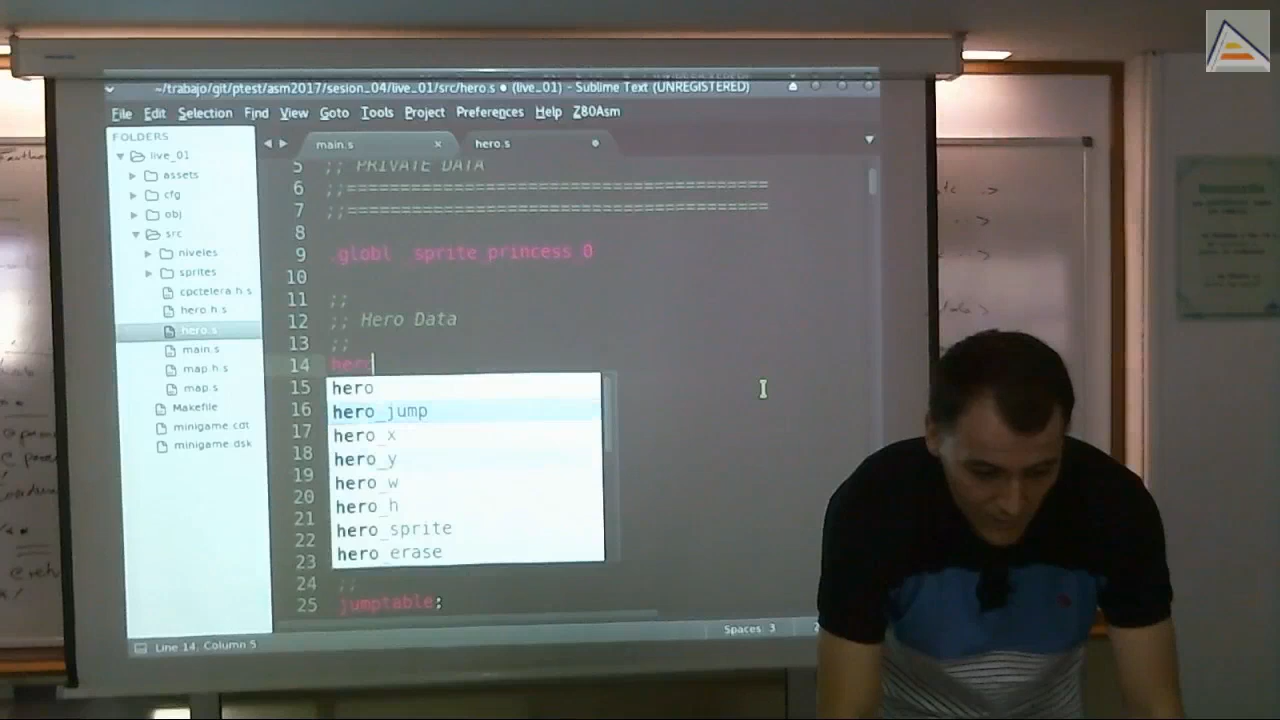 ~/trabajo/git/ptest/asm2017/sesion_04/live_01/src/hero.s • (live_01) - Sublime Text (UNREGISTERED)
File Edit Selection Find View Goto Tools Project Preferences Help Z80Asm
FOLDERS
live_01
assets
cfg
obj
src
niveles
sprites
cpctelera.h.s
hero.h.s
hero.s
main.s
map.h.s
map.s
Makefile
minigame.cdt
minigame.dsk
main.s × hero.s
5 ;; PRIVATE DATA
6 ;;====================================
7 ;;====================================
8
9 .globl _sprite_princess_0
10
11 ;;
12 ;; Hero Data
13 ;;
14 hero
15
16
17
18
19
20
21
22
23
24 ;;
25 jumptable:
hero
hero_jump
hero_x
hero_y
hero_w
hero_h
hero_sprite
hero_erase
Line 14, Column 5
Spaces: 3